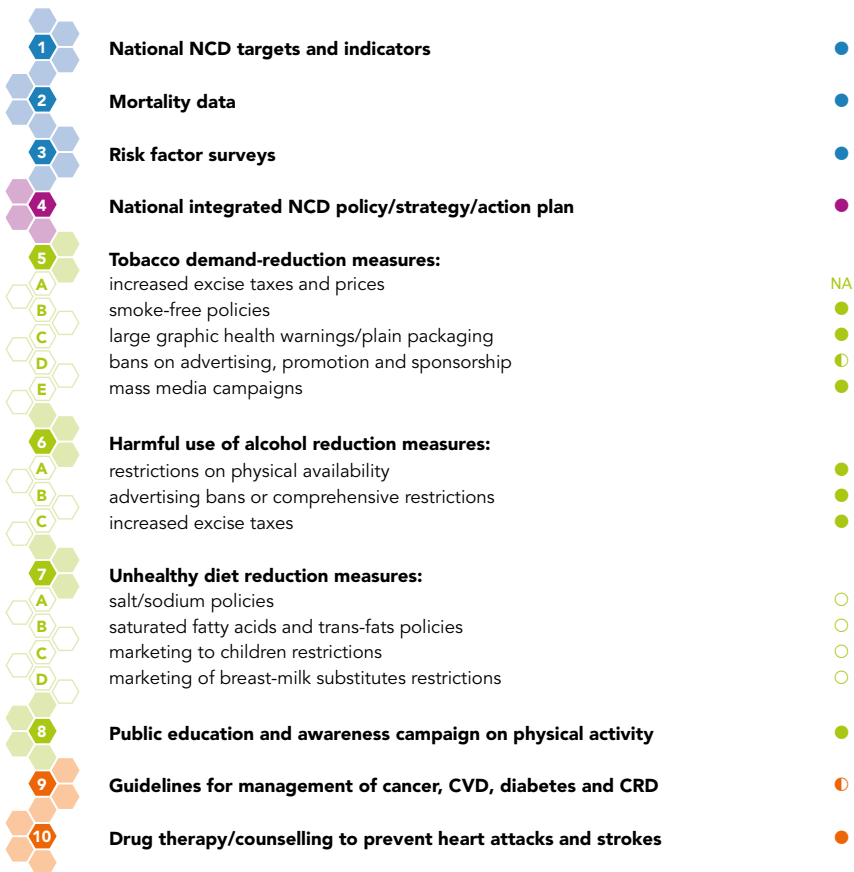 1 National NCD targets and indicators
2 Mortality data
3 Risk factor surveys
4 National integrated NCD policy/strategy/action plan
5 Tobacco demand-reduction measures:
A increased excise taxes and prices NA
B smoke-free policies
C large graphic health warnings/plain packaging
D bans on advertising, promotion and sponsorship
E mass media campaigns
6 Harmful use of alcohol reduction measures:
A restrictions on physical availability
B advertising bans or comprehensive restrictions
C increased excise taxes
7 Unhealthy diet reduction measures:
A salt/sodium policies
B saturated fatty acids and trans-fats policies
C marketing to children restrictions
D marketing of breast-milk substitutes restrictions
8 Public education and awareness campaign on physical activity
9 Guidelines for management of cancer, CVD, diabetes and CRD
10 Drug therapy/counselling to prevent heart attacks and strokes